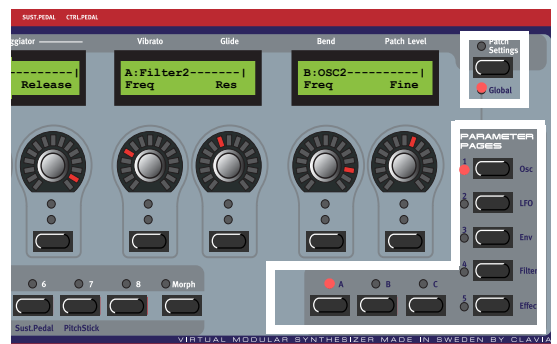 SUST.PEDAL CTRL.PEDAL
ggiator Vibrato Glide Bend Patch Level
Patch
Settings
-------| A:Filter2-------| B:OSC2-------|
Release Freq Res Freq Fine
Global
PARAMETER
PAGES
1 Osc
2 LFO
3 Env
4 Filter
5 Effec
6 7 8 Morph A B C
Sust.Pedal PitchStick
VIRTUAL MODULAR SYNTHESIZER MADE IN SWEDEN BY CLAVIA